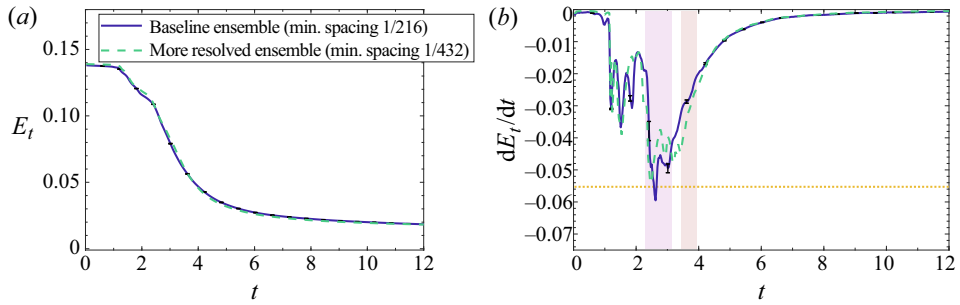 (a)
Baseline ensemble (min. spacing 1/216)
More resolved ensemble (min. spacing 1/432)
0.15
0.10
0.05
0
E_t
0 2 4 6 8 10 12
t
(b)
0
–0.01
–0.02
–0.03
–0.04
–0.05
–0.06
–0.07
dE_t/dt
0 2 4 6 8 10 12
t